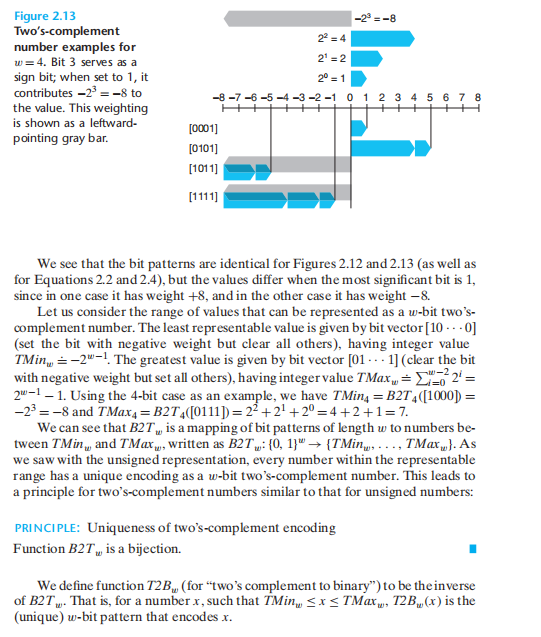 Figure 2.13
Two's-complement
number examples for
w = 4. Bit 3 serves as a
sign bit; when set to 1, it
contributes −2³ = −8 to
the value. This weighting
is shown as a leftward-
pointing gray bar.
−2³ = −8
2² = 4
2¹ = 2
2⁰ = 1
−8 −7 −6 −5 −4 −3 −2 −1 0 1 2 3 4 5 6 7 8
[0001]
[0101]
[1011]
[1111]
We see that the bit patterns are identical for Figures 2.12 and 2.13 (as well as
for Equations 2.2 and 2.4), but the values differ when the most significant bit is 1,
since in one case it has weight +8, and in the other case it has weight −8.
Let us consider the range of values that can be represented as a w-bit two's-
complement number. The least representable value is given by bit vector [10 · · · 0]
(set the bit with negative weight but clear all others), having integer value
TMin_w ≐ −2^{w−1}. The greatest value is given by bit vector [01 · · · 1] (clear the bit
with negative weight but set all others), having integer value TMax_w ≐ ∑_{i=0}^{w−2} 2^i =
2^{w−1} − 1. Using the 4-bit case as an example, we have TMin₄ = B2T₄([1000]) =
−2³ = −8 and TMax₄ = B2T₄([0111]) = 2² + 2¹ + 2⁰ = 4 + 2 + 1 = 7.
We can see that B2T_w is a mapping of bit patterns of length w to numbers be-
tween TMin_w and TMax_w, written as B2T_w: {0, 1}^w → {TMin_w, . . . , TMax_w}. As
we saw with the unsigned representation, every number within the representable
range has a unique encoding as a w-bit two's-complement number. This leads to
a principle for two's-complement numbers similar to that for unsigned numbers:
PRINCIPLE: Uniqueness of two's-complement encoding
Function B2T_w is a bijection.
We define function T2B_w (for "two's complement to binary") to be the inverse
of B2T_w. That is, for a number x, such that TMin_w ≤ x ≤ TMax_w, T2B_w(x) is the
(unique) w-bit pattern that encodes x.